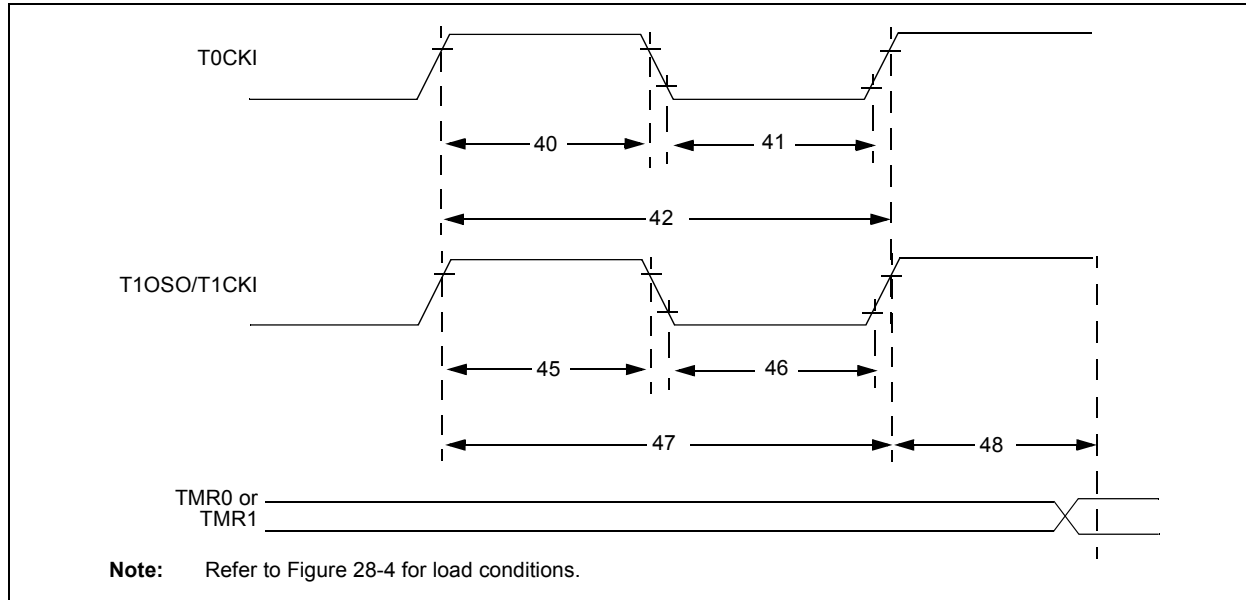 T0CKI
40
41
42
T1OSO/T1CKI
45
46
47
48
TMR0 or
TMR1
Note: Refer to Figure 28-4 for load conditions.